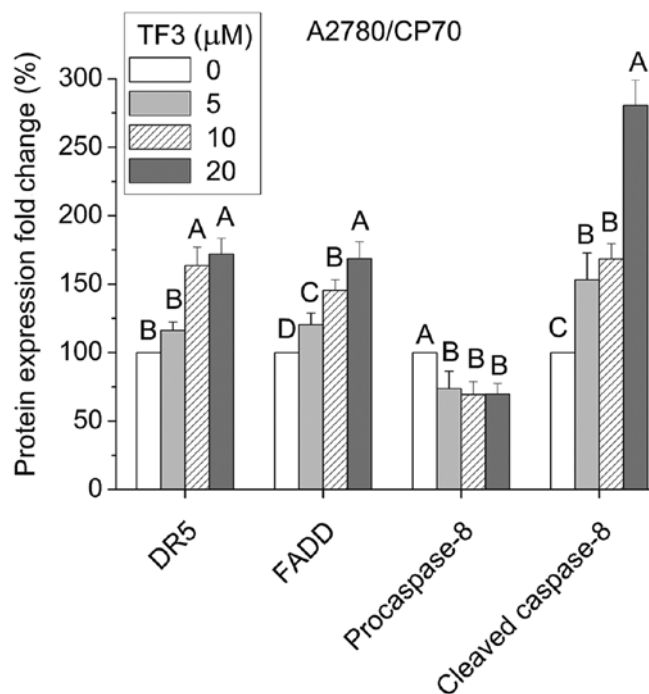 TF3 (μM)
0
5
10
20
A2780/CP70
Protein expression fold change (%)
300
250
200
150
100
50
0
B
B
A
A
D
C
B
A
A
B
B
B
C
B
B
A
DR5
FADD
Procaspase-8
Cleaved caspase-8